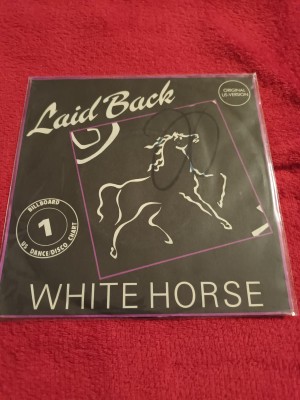 Laid Back
ORIGINAL
US-VERSION
BILLBOARD
1
US DANCE/DISCO CHART
WHITE HORSE